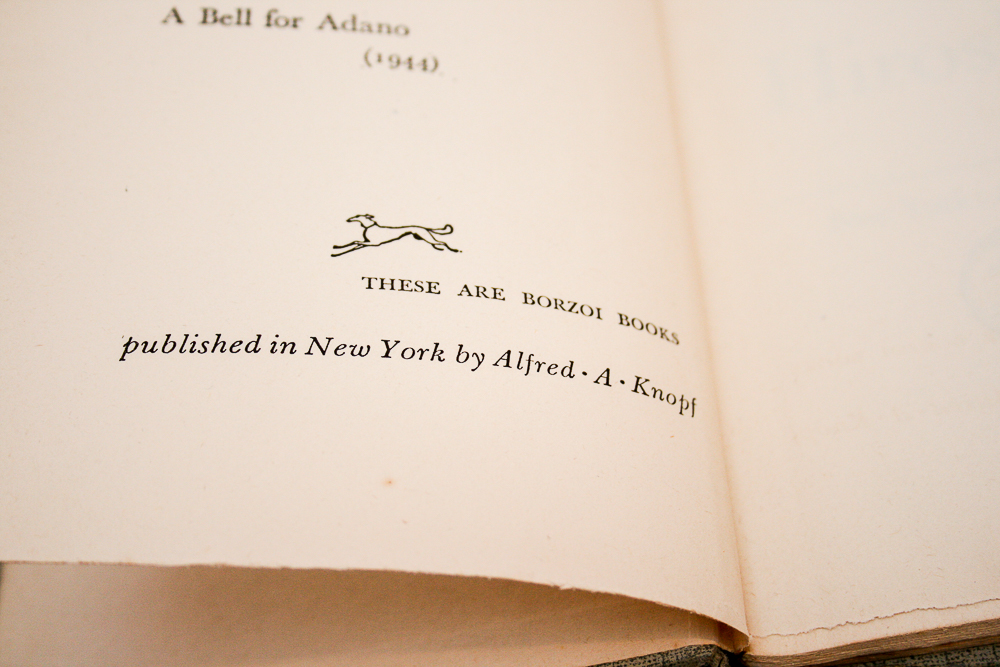 A Bell for Adano
(1944)
THESE ARE BORZOI BOOKS
published in New York by Alfred · A · Knopf